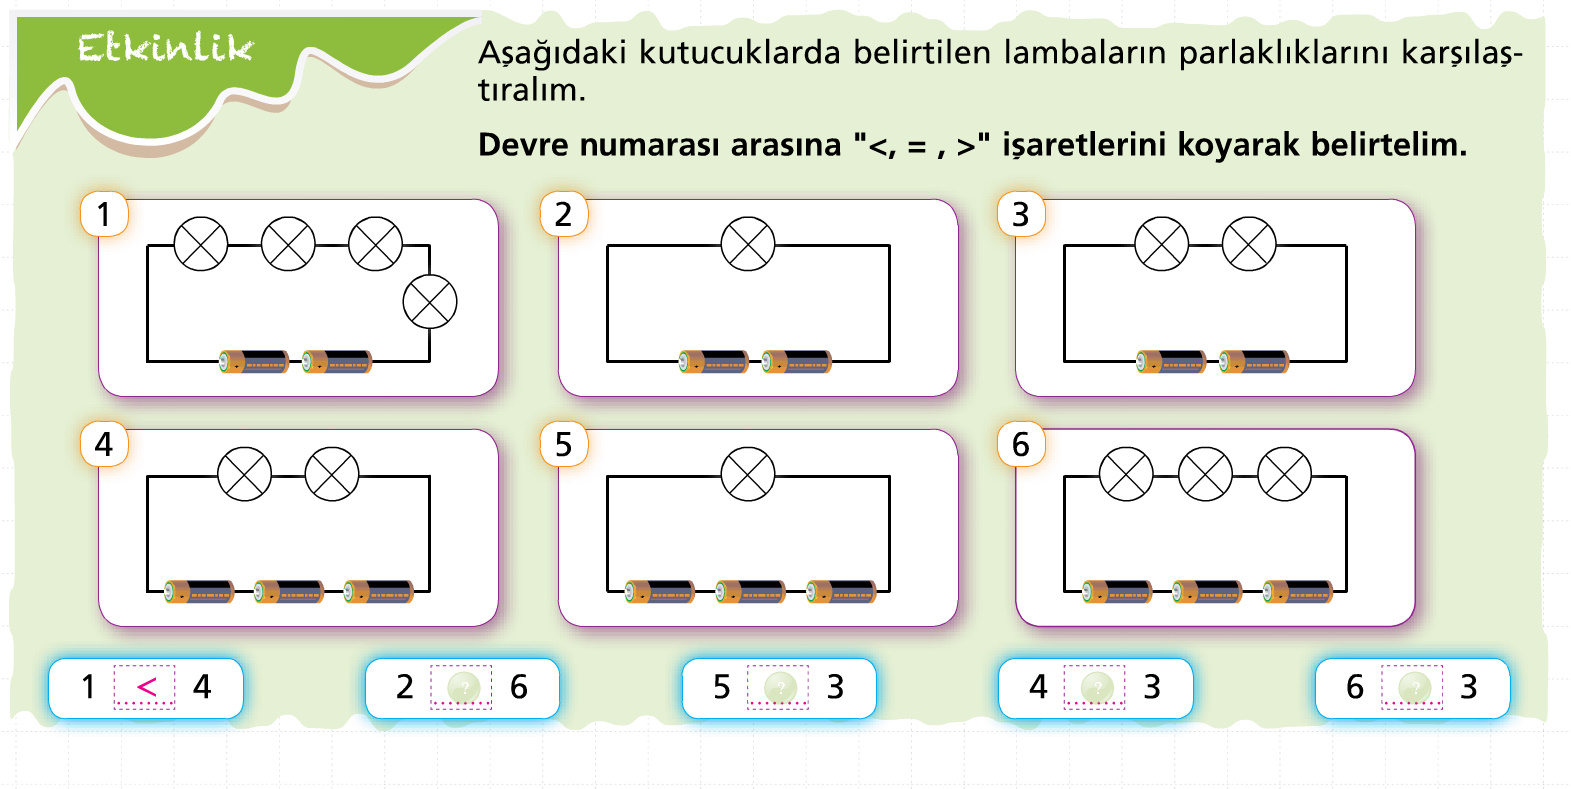 Etkinlik
Aşağıdaki kutucuklarda belirtilen lambaların parlaklıklarını karşılaş-
tıralım.
Devre numarası arasına "<, = , >" işaretlerini koyarak belirtelim.
1
2
3
4
5
6
1 < 4
2 ? 6
5 ? 3
4 ? 3
6 ? 3